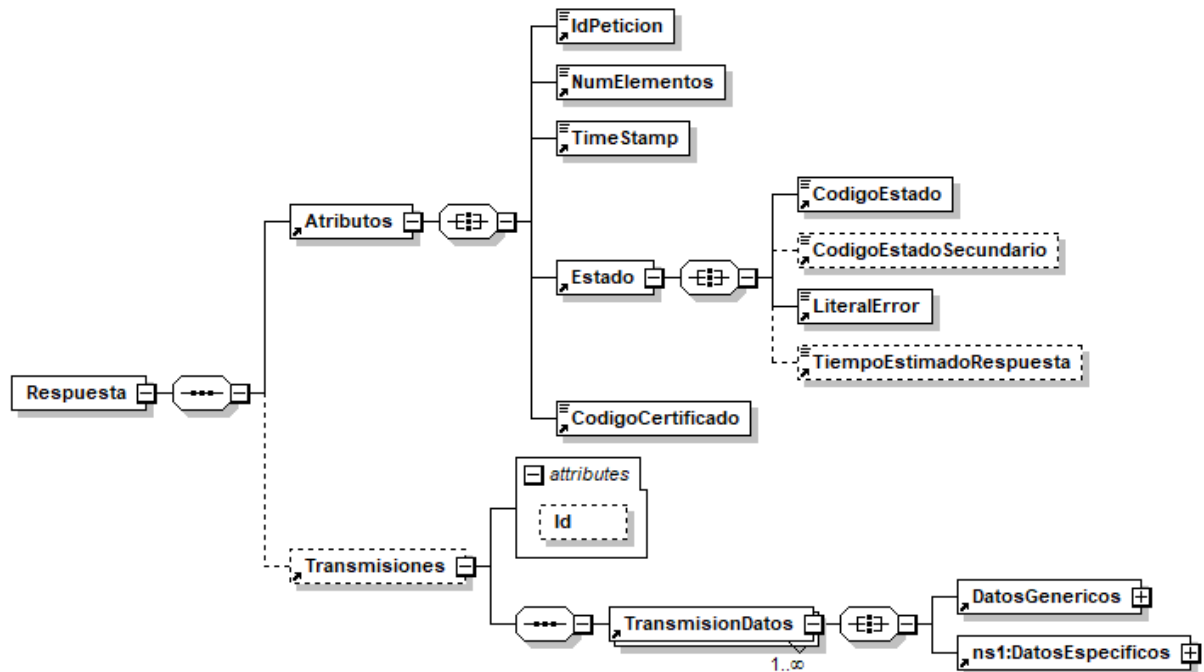 IdPeticion
NumElementos
TimeStamp
CodigoEstado
Atributos
CodigoEstadoSecundario
Estado
LiteralError
TiempoEstimadoRespuesta
Respuesta
CodigoCertificado
attributes
Id
Transmisiones
DatosGenericos
TransmisionDatos
ns1:DatosEspecificos
1..∞